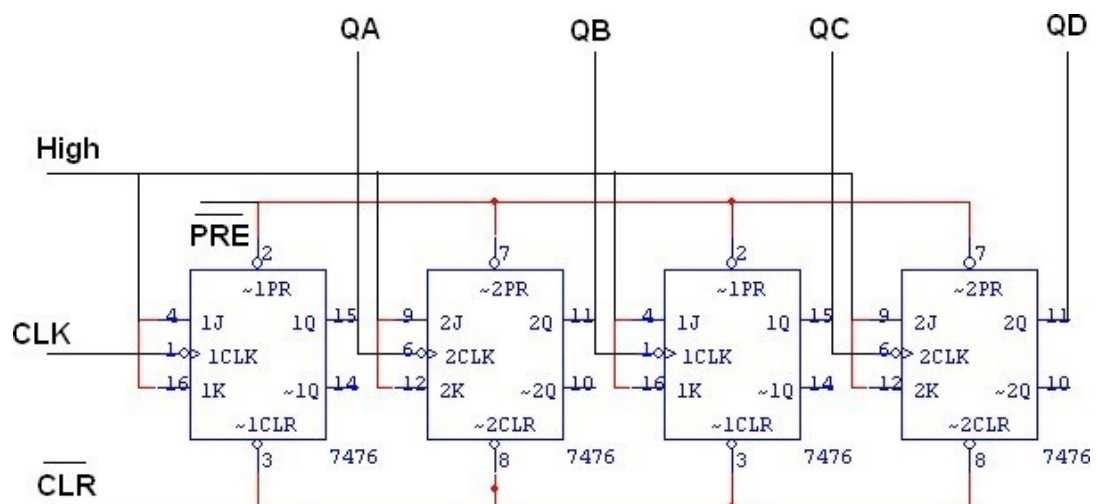 QA QB QC QD
High
PRE
2 7 2 7
~1PR ~2PR ~1PR ~2PR
4 1J 1Q 15 9 2J 2Q 11 4 1J 1Q 15 9 2J 2Q 11
CLK 1 1CLK 6 2CLK 1 1CLK 6 2CLK
16 1K ~1Q 14 12 2K ~2Q 10 16 1K ~1Q 14 12 2K ~2Q 10
~1CLR ~2CLR ~1CLR ~2CLR
3 7476 8 7476 3 7476 8 7476
CLR